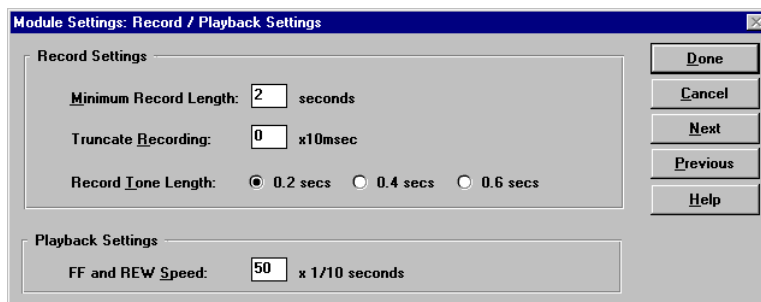 Module Settings: Record / Playback Settings
Record Settings
Minimum Record Length: 2 seconds
Truncate Recording: 0 x10msec
Record Tone Length: 0.2 secs 0.4 secs 0.6 secs
Playback Settings
FF and REW Speed: 50 x 1/10 seconds
Done
Cancel
Next
Previous
Help